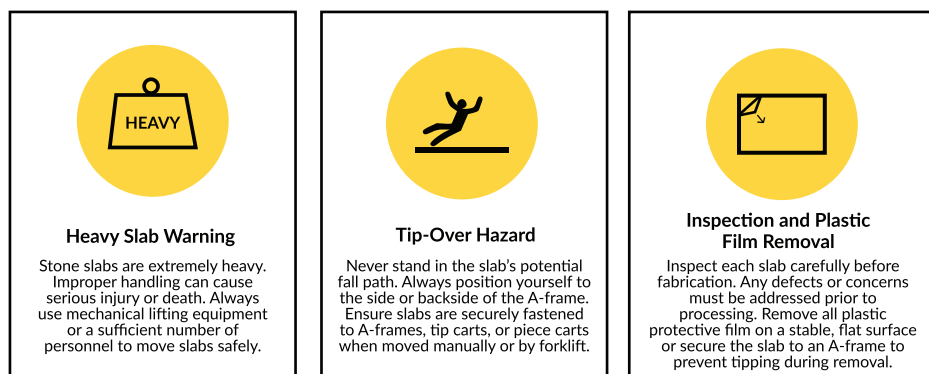 HEAVY
Heavy Slab Warning
Stone slabs are extremely heavy.
Improper handling can cause
serious injury or death. Always
use mechanical lifting equipment
or a sufficient number of
personnel to move slabs safely.
Tip-Over Hazard
Never stand in the slab's potential
fall path. Always position yourself to
the side or backside of the A-frame.
Ensure slabs are securely fastened
to A-frames, tip carts, or piece carts
when moved manually or by forklift.
Inspection and Plastic
Film Removal
Inspect each slab carefully before
fabrication. Any defects or concerns
must be addressed prior to
processing. Remove all plastic
protective film on a stable, flat surface
or secure the slab to an A-frame to
prevent tipping during removal.